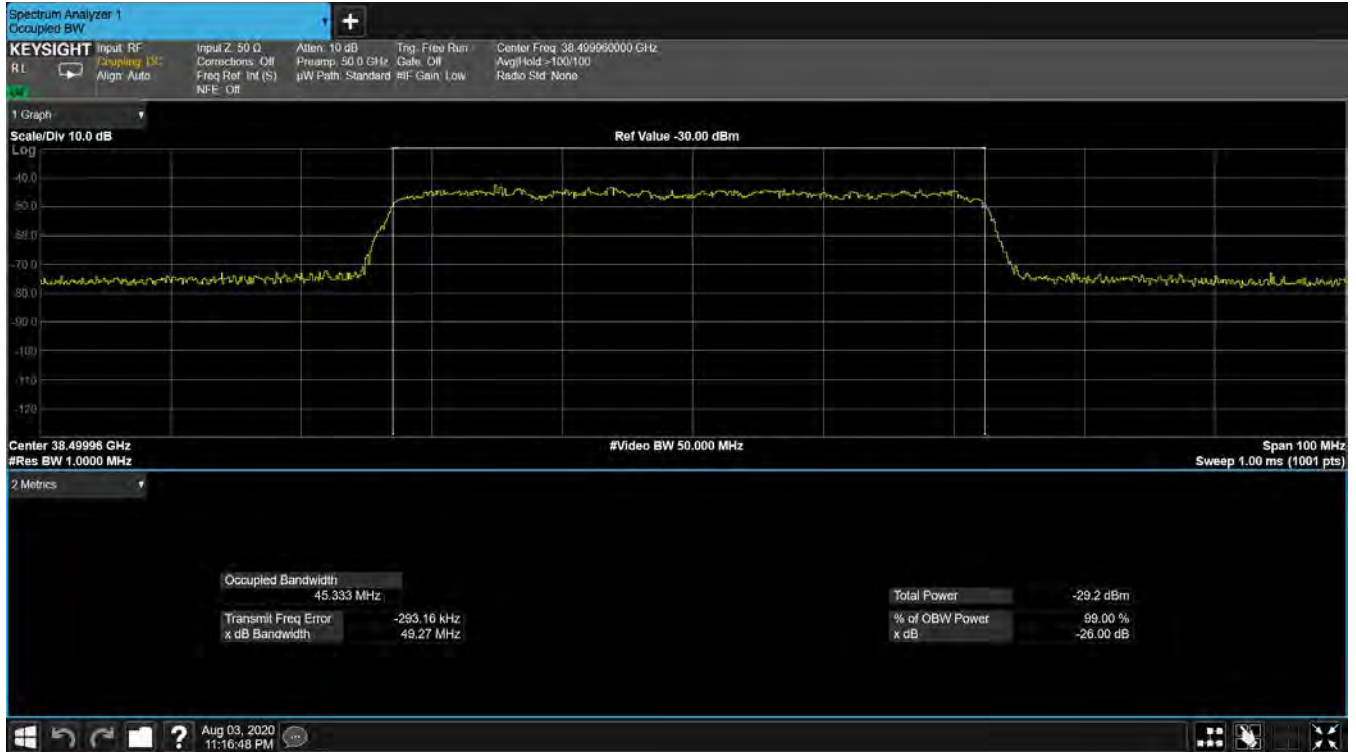 Spectrum Analyzer 1
Occupied BW
+
KEYSIGHT Input: RF Input Z: 50 Ω Atten: 10 dB Trig: Free Run Center Freq: 38.499960000 GHz
RL Coupling: DC Corrections: Off Preamp: 50.0 GHz Gate: Off Avg|Hold:>100/100
Align: Auto Freq Ref: Int (S) µW Path: Standard #IF Gain: Low Radio Std: None
NFE: Off
1 Graph
Scale/Div 10.0 dB Ref Value -30.00 dBm
Log
-40.0
-50.0
-60.0
-70.0
-80.0
-90.0
-100
-110
-120
Center 38.49996 GHz #Video BW 50.000 MHz Span 100 MHz
#Res BW 1.0000 MHz Sweep 1.00 ms (1001 pts)
2 Metrics
Occupied Bandwidth
45.333 MHz Total Power -29.2 dBm
Transmit Freq Error -293.16 kHz % of OBW Power 99.00 %
x dB Bandwidth 49.27 MHz x dB -26.00 dB
? Aug 03, 2020
11:16:48 PM